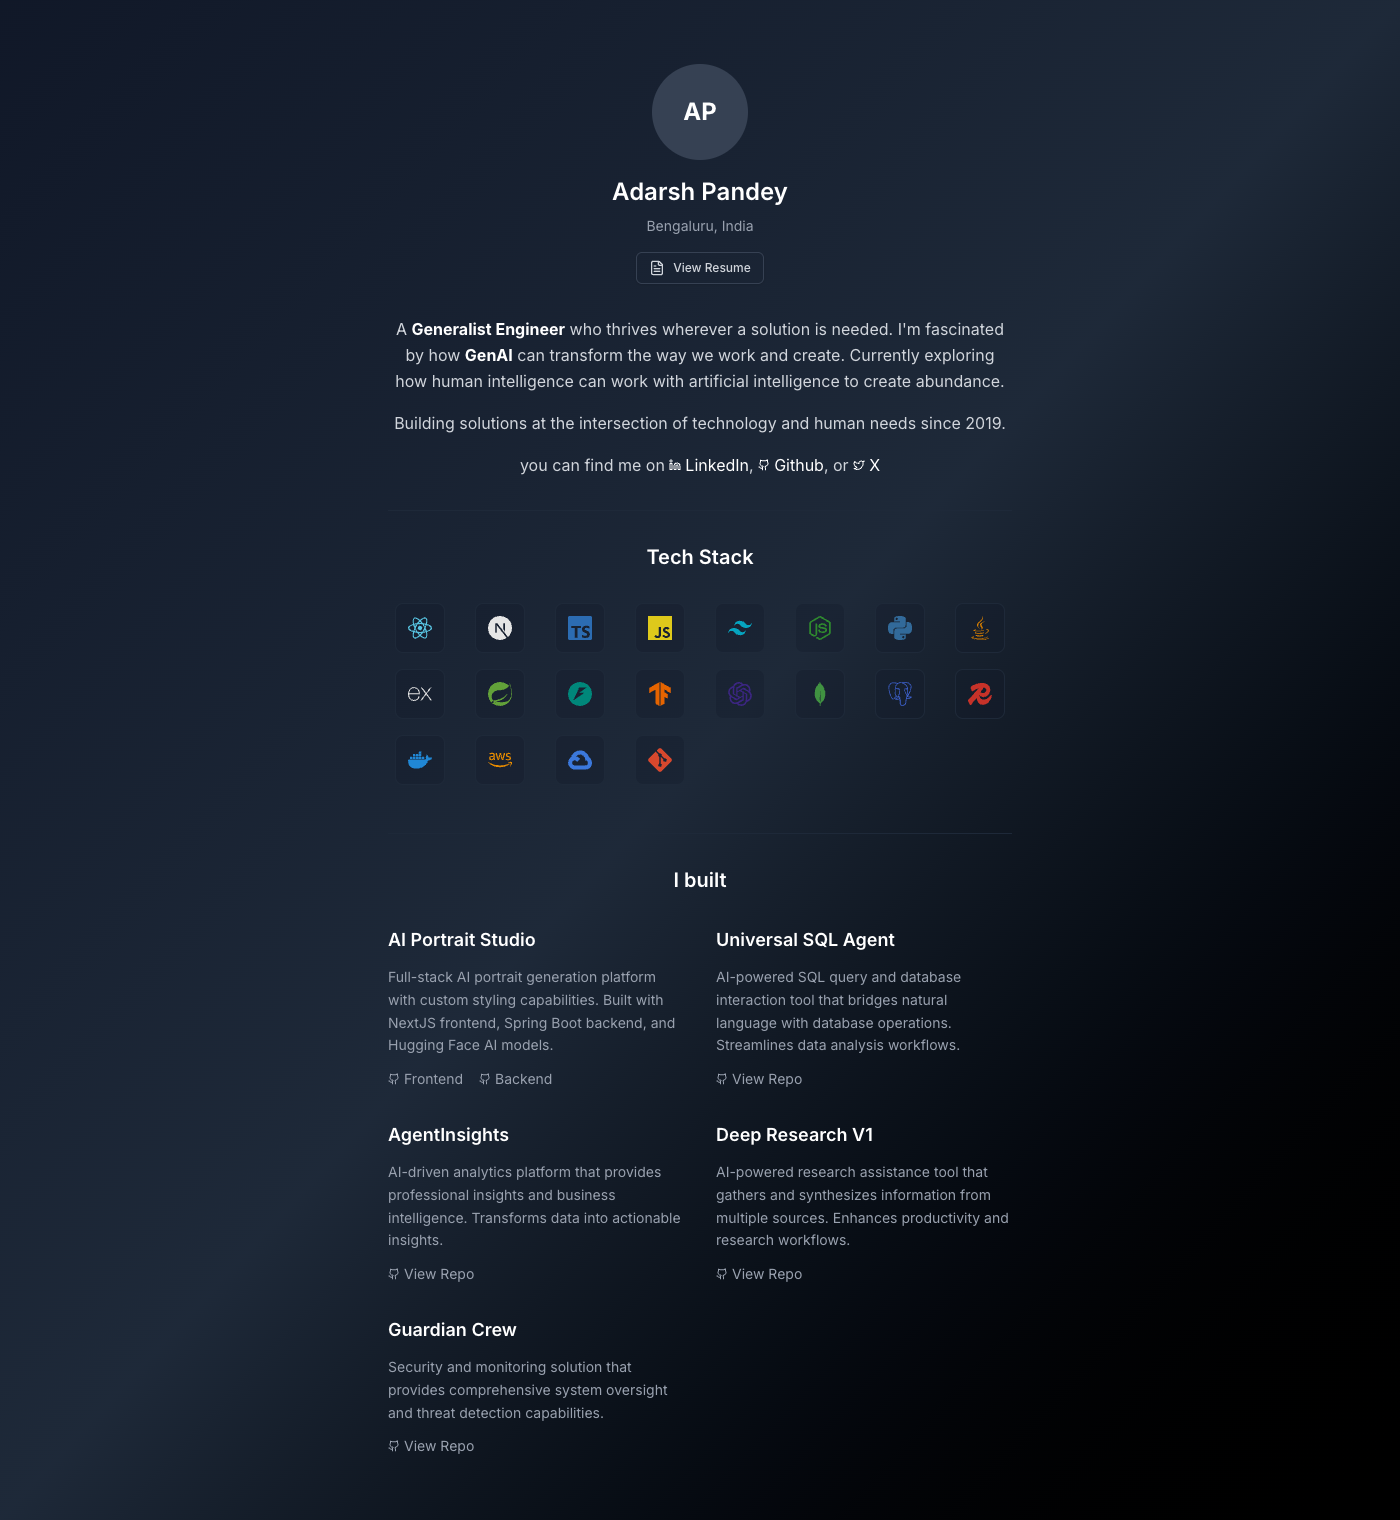 AP
Adarsh Pandey
Bengaluru, India
View Resume
A Generalist Engineer who thrives wherever a solution is needed. I'm fascinated
by how GenAI can transform the way we work and create. Currently exploring
how human intelligence can work with artificial intelligence to create abundance.
Building solutions at the intersection of technology and human needs since 2019.
you can find me on LinkedIn, Github, or X
Tech Stack
N
TS
JS
JS
ex
aws
I built
AI Portrait Studio
Full-stack AI portrait generation platform
with custom styling capabilities. Built with
NextJS frontend, Spring Boot backend, and
Hugging Face AI models.
Frontend Backend
Universal SQL Agent
AI-powered SQL query and database
interaction tool that bridges natural
language with database operations.
Streamlines data analysis workflows.
View Repo
AgentInsights
AI-driven analytics platform that provides
professional insights and business
intelligence. Transforms data into actionable
insights.
View Repo
Deep Research V1
AI-powered research assistance tool that
gathers and synthesizes information from
multiple sources. Enhances productivity and
research workflows.
View Repo
Guardian Crew
Security and monitoring solution that
provides comprehensive system oversight
and threat detection capabilities.
View Repo